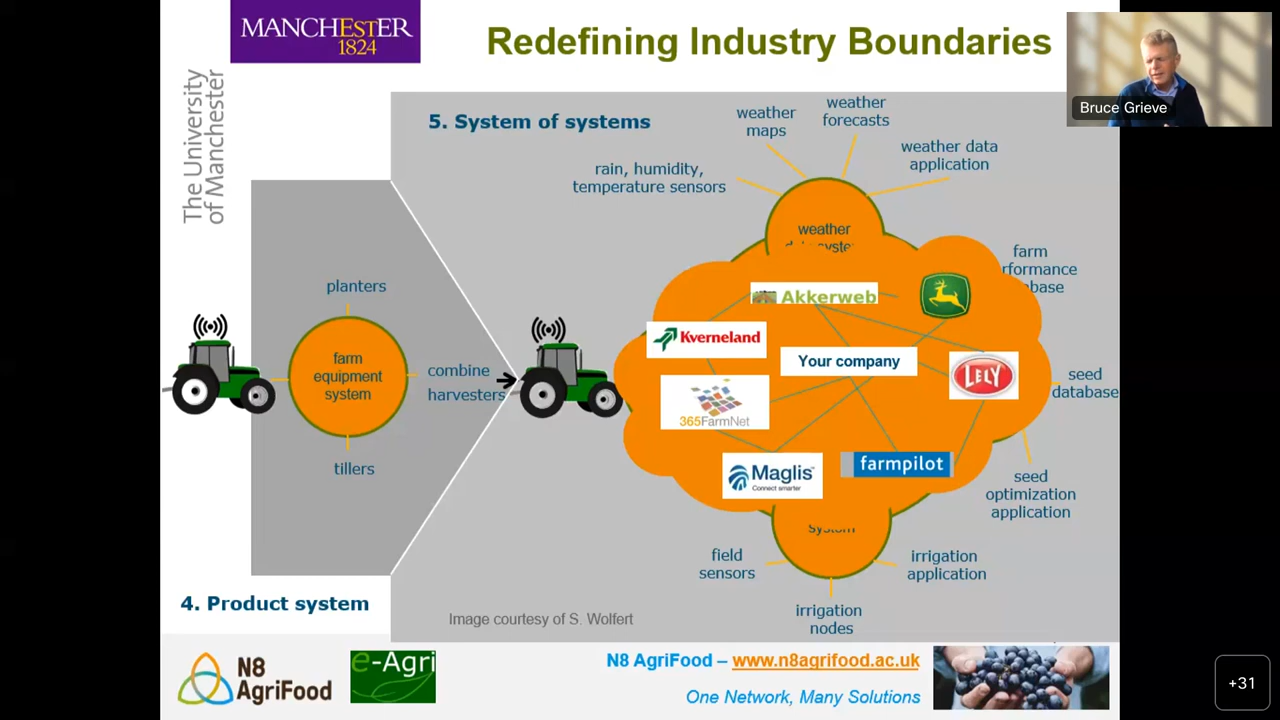 MANCHESTER
1824
The University
of Manchester
Redefining Industry Boundaries
Bruce Grieve
5. System of systems
weather
maps
weather
forecasts
weather data
application
rain, humidity,
temperature sensors
weather
farm
planters
Akkerweb
Kverneland
Your company
LELY
farm
equipment
system
combine
harvesters
seed
database
365FarmNet
tillers
Maglis
Connect smarter
farmpilot
seed
optimization
application
system
field
sensors
irrigation
application
irrigation
nodes
4. Product system
Image courtesy of S. Wolfert
N8
AgriFood
e-Agri
N8 AgriFood – www.n8agrifood.ac.uk
One Network, Many Solutions
+31